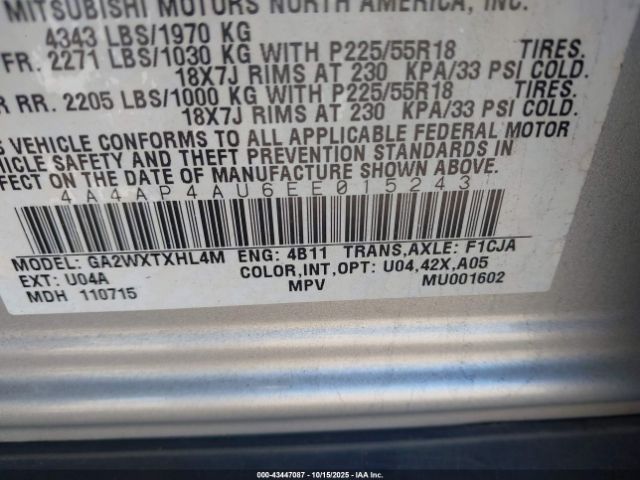 MITSUBISHI MOTORS NORTH AMERICA, INC.
4343 LBS/1970 KG
FR. 2271 LBS/1030 KG WITH P225/55R18 TIRES.
18X7J RIMS AT 230 KPA/33 PSI COLD.
RR. 2205 LBS/1000 KG WITH P225/55R18 TIRES.
18X7J RIMS AT 230 KPA/33 PSI COLD.
VEHICLE CONFORMS TO ALL APPLICABLE FEDERAL MOTOR
VEHICLE SAFETY AND THEFT PREVENTION STANDARDS IN
FECT ON THE DATE OF MANUFACTURE SHOWN ABOVE.
4A4AP4AU6EE015243
MODEL: GA2WXTXHL4M ENG: 4B11 TRANS,AXLE: F1CJA
EXT: U04A COLOR,INT,OPT: U04,42X,A05
MDH 110715 MPV MU001602
000-43447087 - 10/15/2025 - IAA Inc.